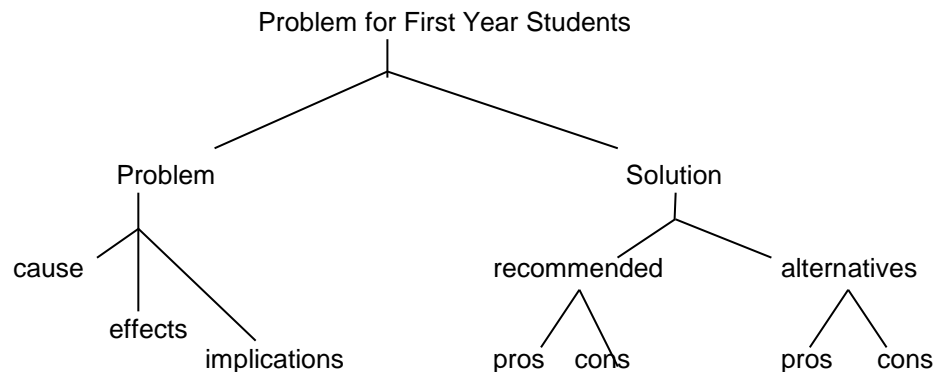 Problem for First Year Students
Problem
Solution
cause
recommended
alternatives
effects
implications
pros
cons
pros
cons